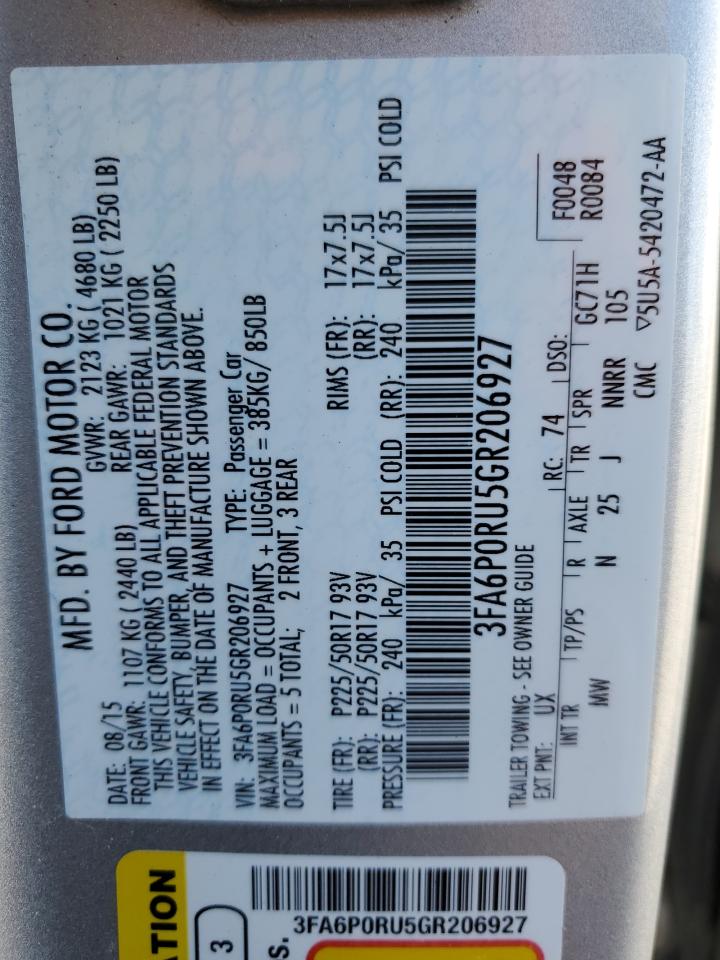 MFD. BY FORD MOTOR CO.
DATE: 08/15 GVWR: 2123 KG ( 4680 LB)
FRONT GAWR: 1107 KG ( 2440 LB) REAR GAWR: 1021 KG ( 2250 LB)
THIS VEHICLE CONFORMS TO ALL APPLICABLE FEDERAL MOTOR
VEHICLE SAFETY, BUMPER, AND THEFT PREVENTION STANDARDS
IN EFFECT ON THE DATE OF MANUFACTURE SHOWN ABOVE.
VIN: 3FA6P0RU5GR206927 TYPE: Passenger Car
MAXIMUM LOAD = OCCUPANTS + LUGGAGE = 385KG/ 850LB
OCCUPANTS = 5 TOTAL; 2 FRONT, 3 REAR
TIRE (FR): P225/50R17 93V RIMS (FR): 17x7.5J
(RR): P225/50R17 93V (RR): 17x7.5J
PRESSURE (FR): 240 kPa/ 35 PSI COLD (RR): 240 kPa/ 35 PSI COLD
3FA6P0RU5GR206927
TRAILER TOWING - SEE OWNER GUIDE
EXT PNT: UX RC: 74 DSO: F0048
R0084
INT TR TP/PS R AXLE TR SPR GC71H
MW N 25 J NNRR 105
CMC ▽5U5A-5420472-AA
ATION
3
s.
3FA6P0RU5GR206927